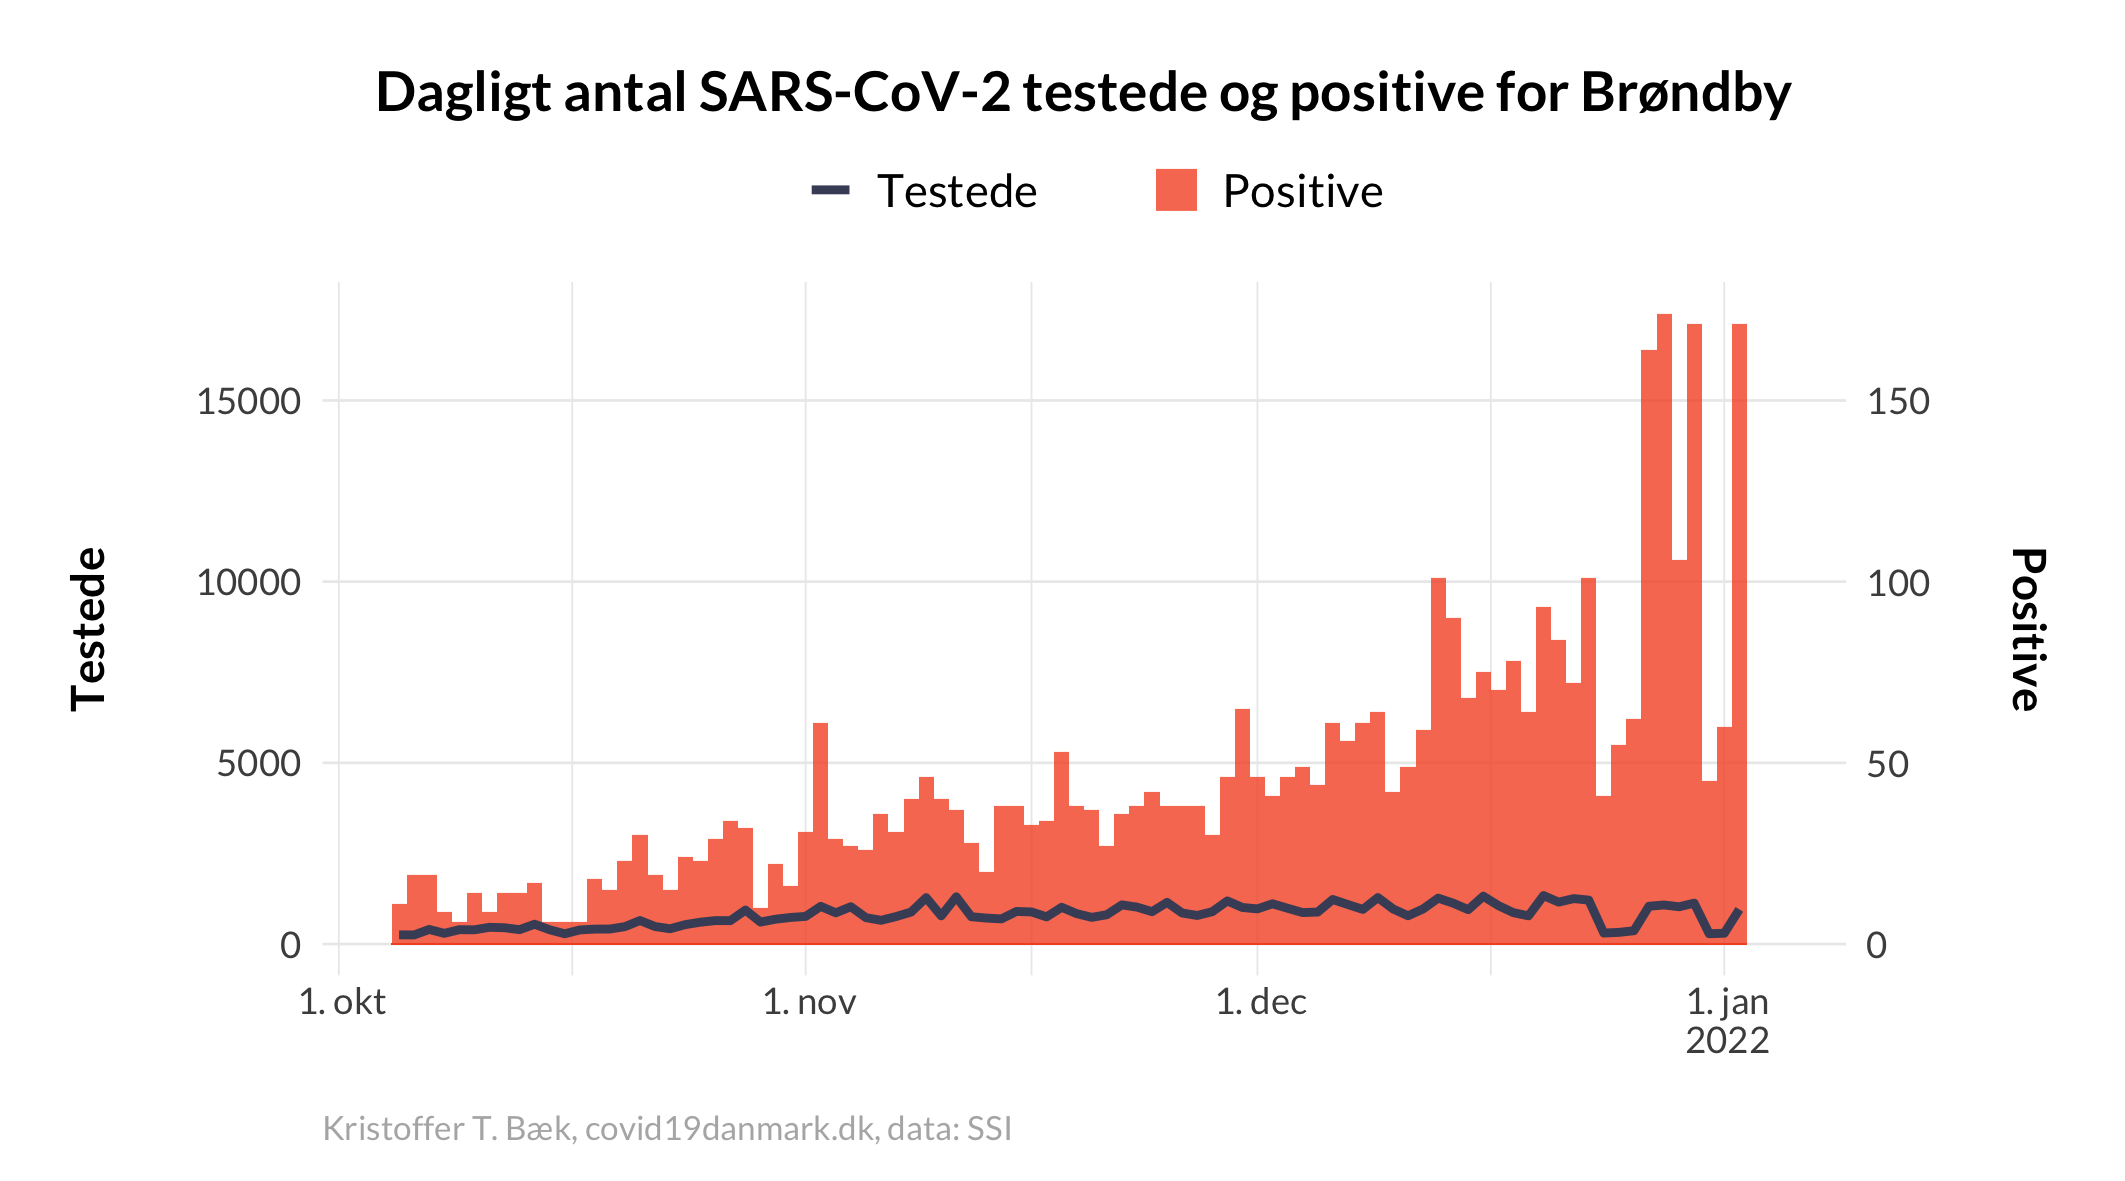 Dagligt antal SARS-CoV-2 testede og positive for Brøndby
Testede
Positive
15000
10000
5000
0
150
100
50
0
Testede
Positive
1. okt
1. nov
1. dec
1. jan
2022
Kristoffer T. Bæk, covid19danmark.dk, data: SSI